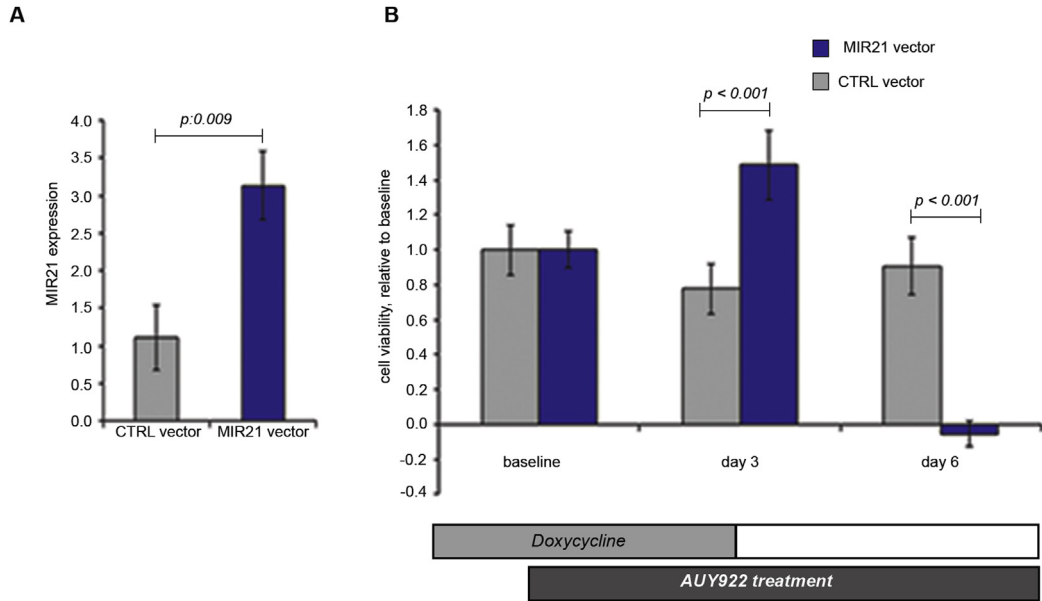 A
B
MIR21 vector
CTRL vector
MIR21 expression
4.0
3.5
3.0
2.5
2.0
1.5
1.0
0.5
0.0
p:0.009
CTRL vector
MIR21 vector
cell viability, relative to baseline
1.8
1.6
1.4
1.2
1.0
0.8
0.6
0.4
0.2
0.0
-0.2
-0.4
p < 0.001
p < 0.001
baseline
day 3
day 6
Doxycycline
AUY922 treatment